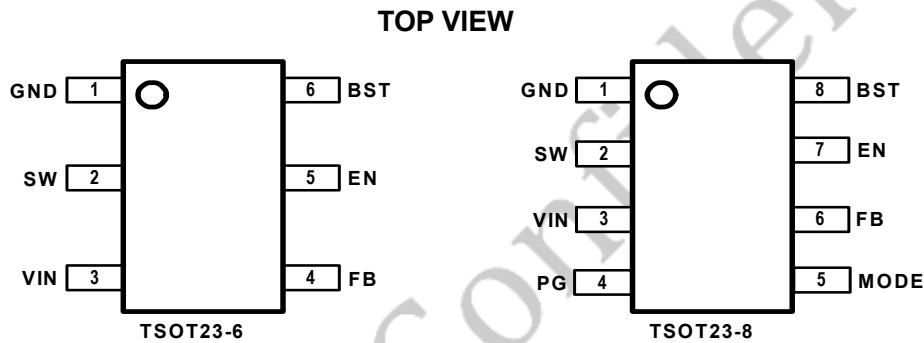 TOP VIEW
GND 1 6 BST
SW 2 5 EN
VIN 3 4 FB
TSOT23-6
GND 1 8 BST
SW 2 7 EN
VIN 3 6 FB
PG 4 5 MODE
TSOT23-8